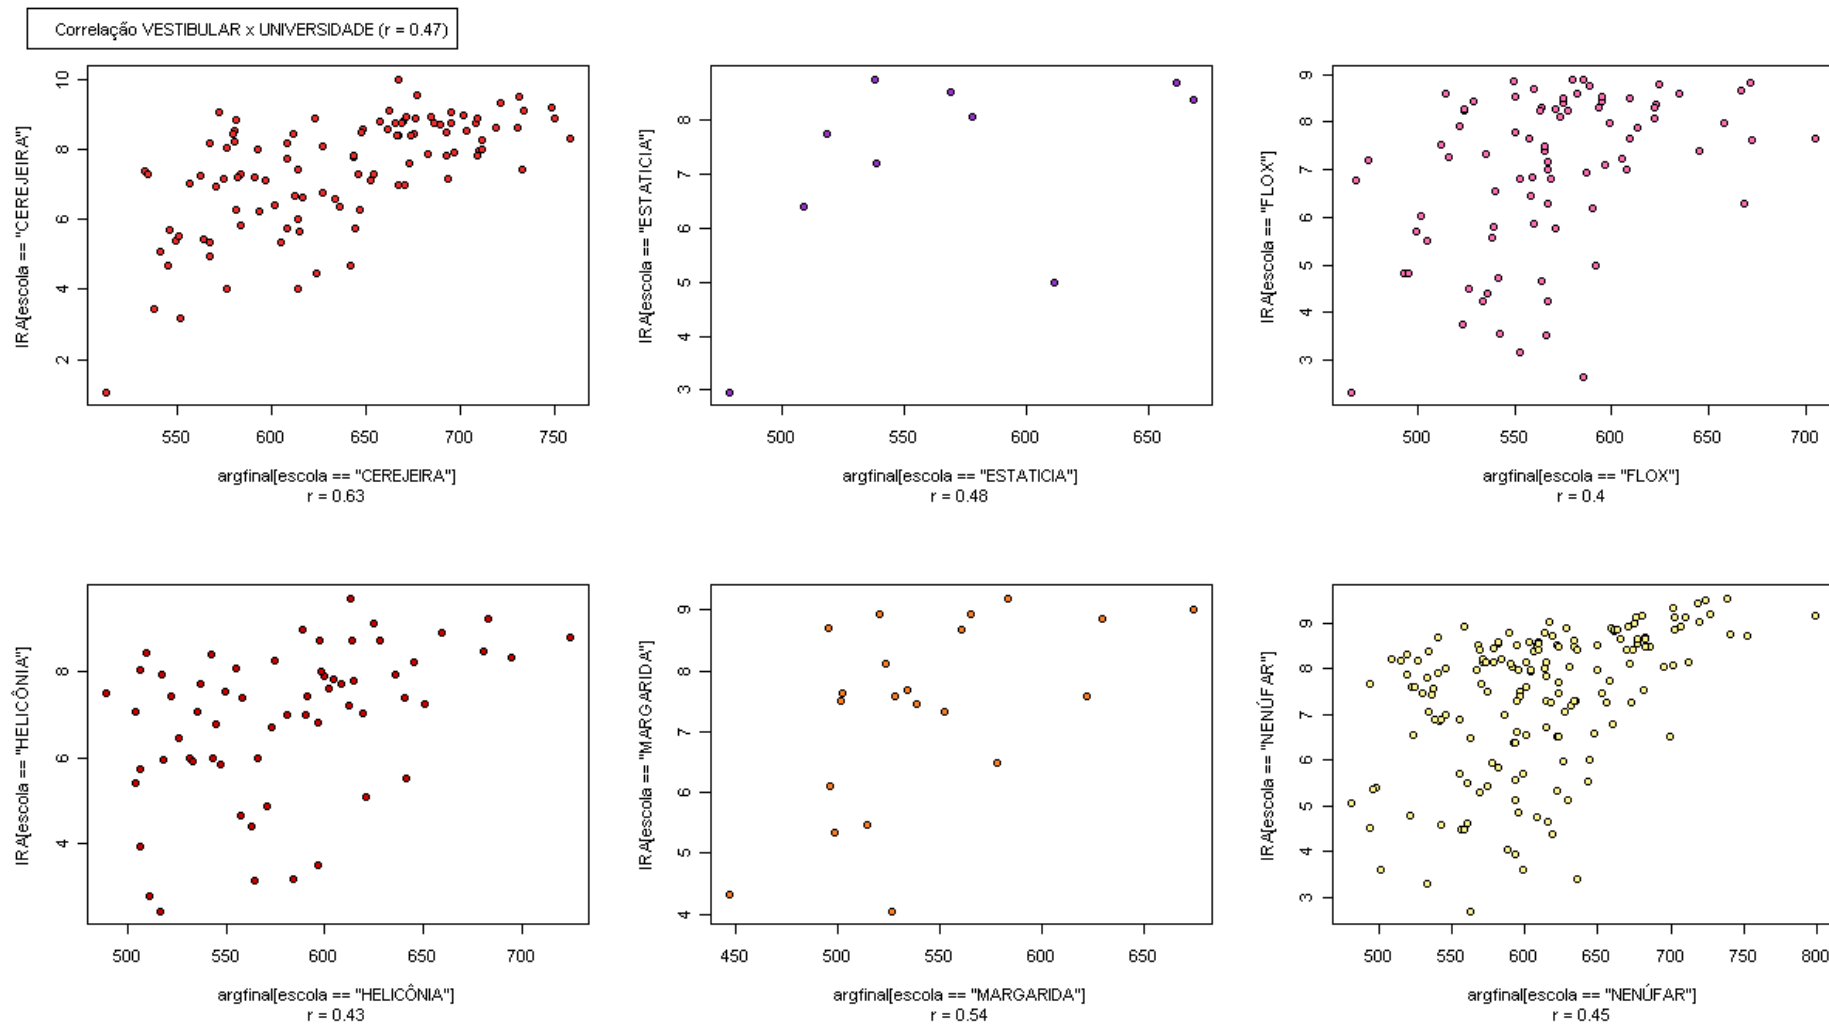 Correlação VESTIBULAR x UNIVERSIDADE (r = 0.47)
IRA[escola == "CEREJEIRA"]
10
8
6
4
2
550 600 650 700 750
argfinal[escola == "CEREJEIRA"]
r = 0.63
IRA[escola == "ESTATICIA"]
8
7
6
5
4
3
500 550 600 650
argfinal[escola == "ESTATICIA"]
r = 0.48
IRA[escola == "FLOX"]
9
8
7
6
5
4
3
500 550 600 650 700
argfinal[escola == "FLOX"]
r = 0.4
IRA[escola == "HELICÔNIA"]
8
6
4
500 550 600 650 700
argfinal[escola == "HELICÔNIA"]
r = 0.43
IRA[escola == "MARGARIDA"]
9
8
7
6
5
4
450 500 550 600 650
argfinal[escola == "MARGARIDA"]
r = 0.54
IRA[escola == "NENÚFAR"]
9
8
7
6
5
4
3
500 550 600 650 700 750 800
argfinal[escola == "NENÚFAR"]
r = 0.45